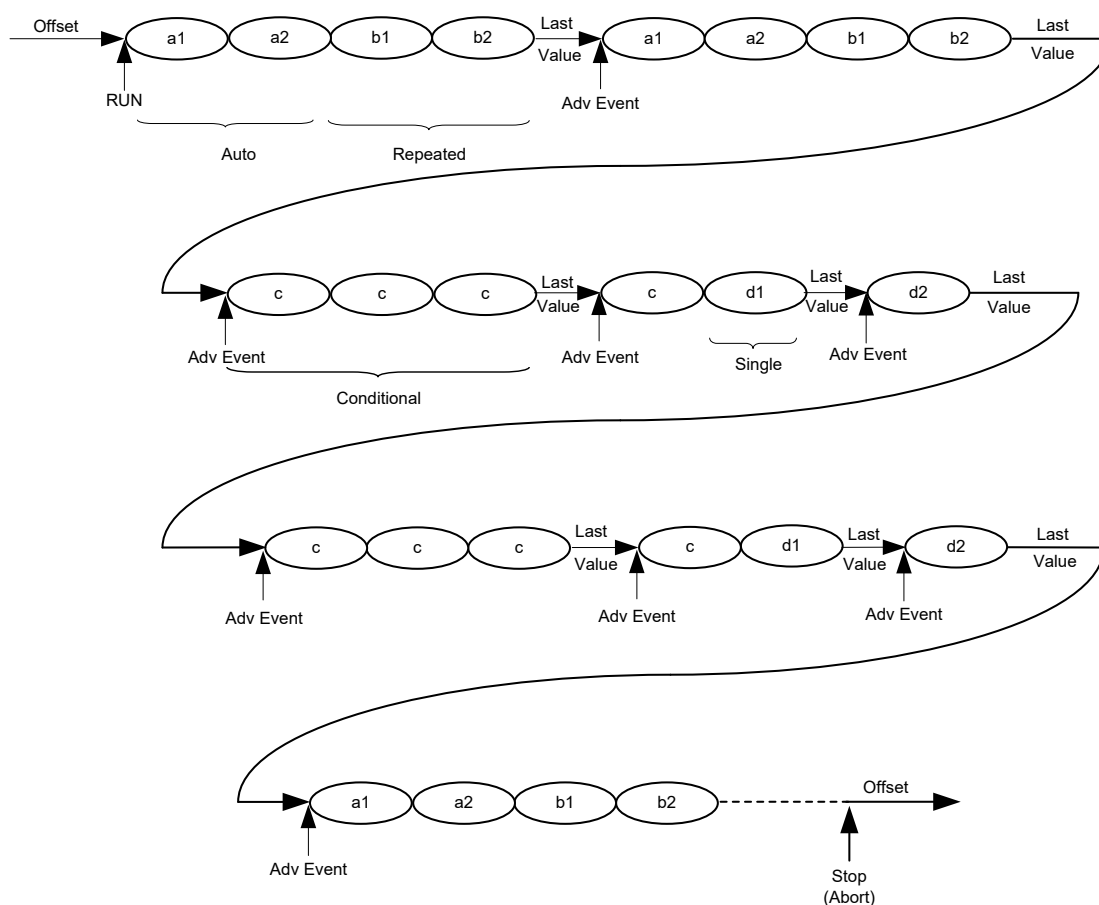 Offset
a1
a2
b1
b2
Last
Value
a1
a2
b1
b2
Last
Value
RUN
Adv Event
Auto
Repeated
c
c
c
Last
Value
c
d1
Last
Value
d2
Last
Value
Adv Event
Adv Event
Adv Event
Single
Conditional
c
c
c
Last
Value
c
d1
Last
Value
d2
Last
Value
Adv Event
Adv Event
Adv Event
a1
a2
b1
b2
Offset
Adv Event
Stop
(Abort)